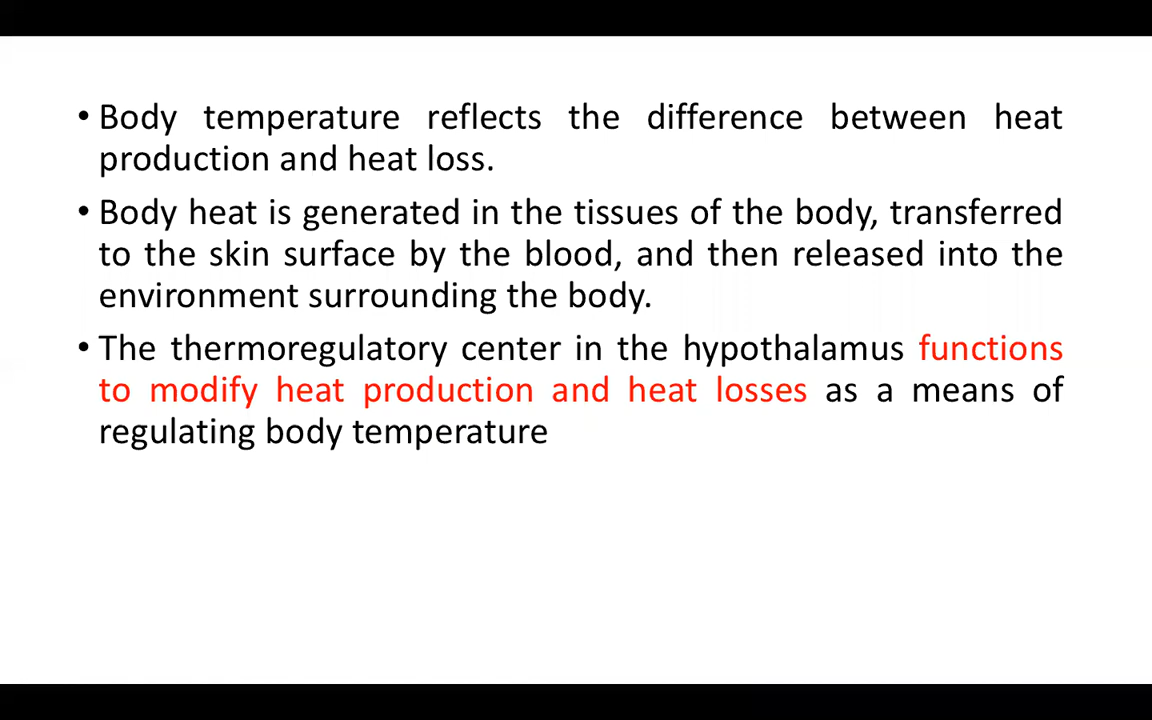 • Body temperature reflects the difference between heat
production and heat loss.
• Body heat is generated in the tissues of the body, transferred
to the skin surface by the blood, and then released into the
environment surrounding the body.
• The thermoregulatory center in the hypothalamus functions
to modify heat production and heat losses as a means of
regulating body temperature